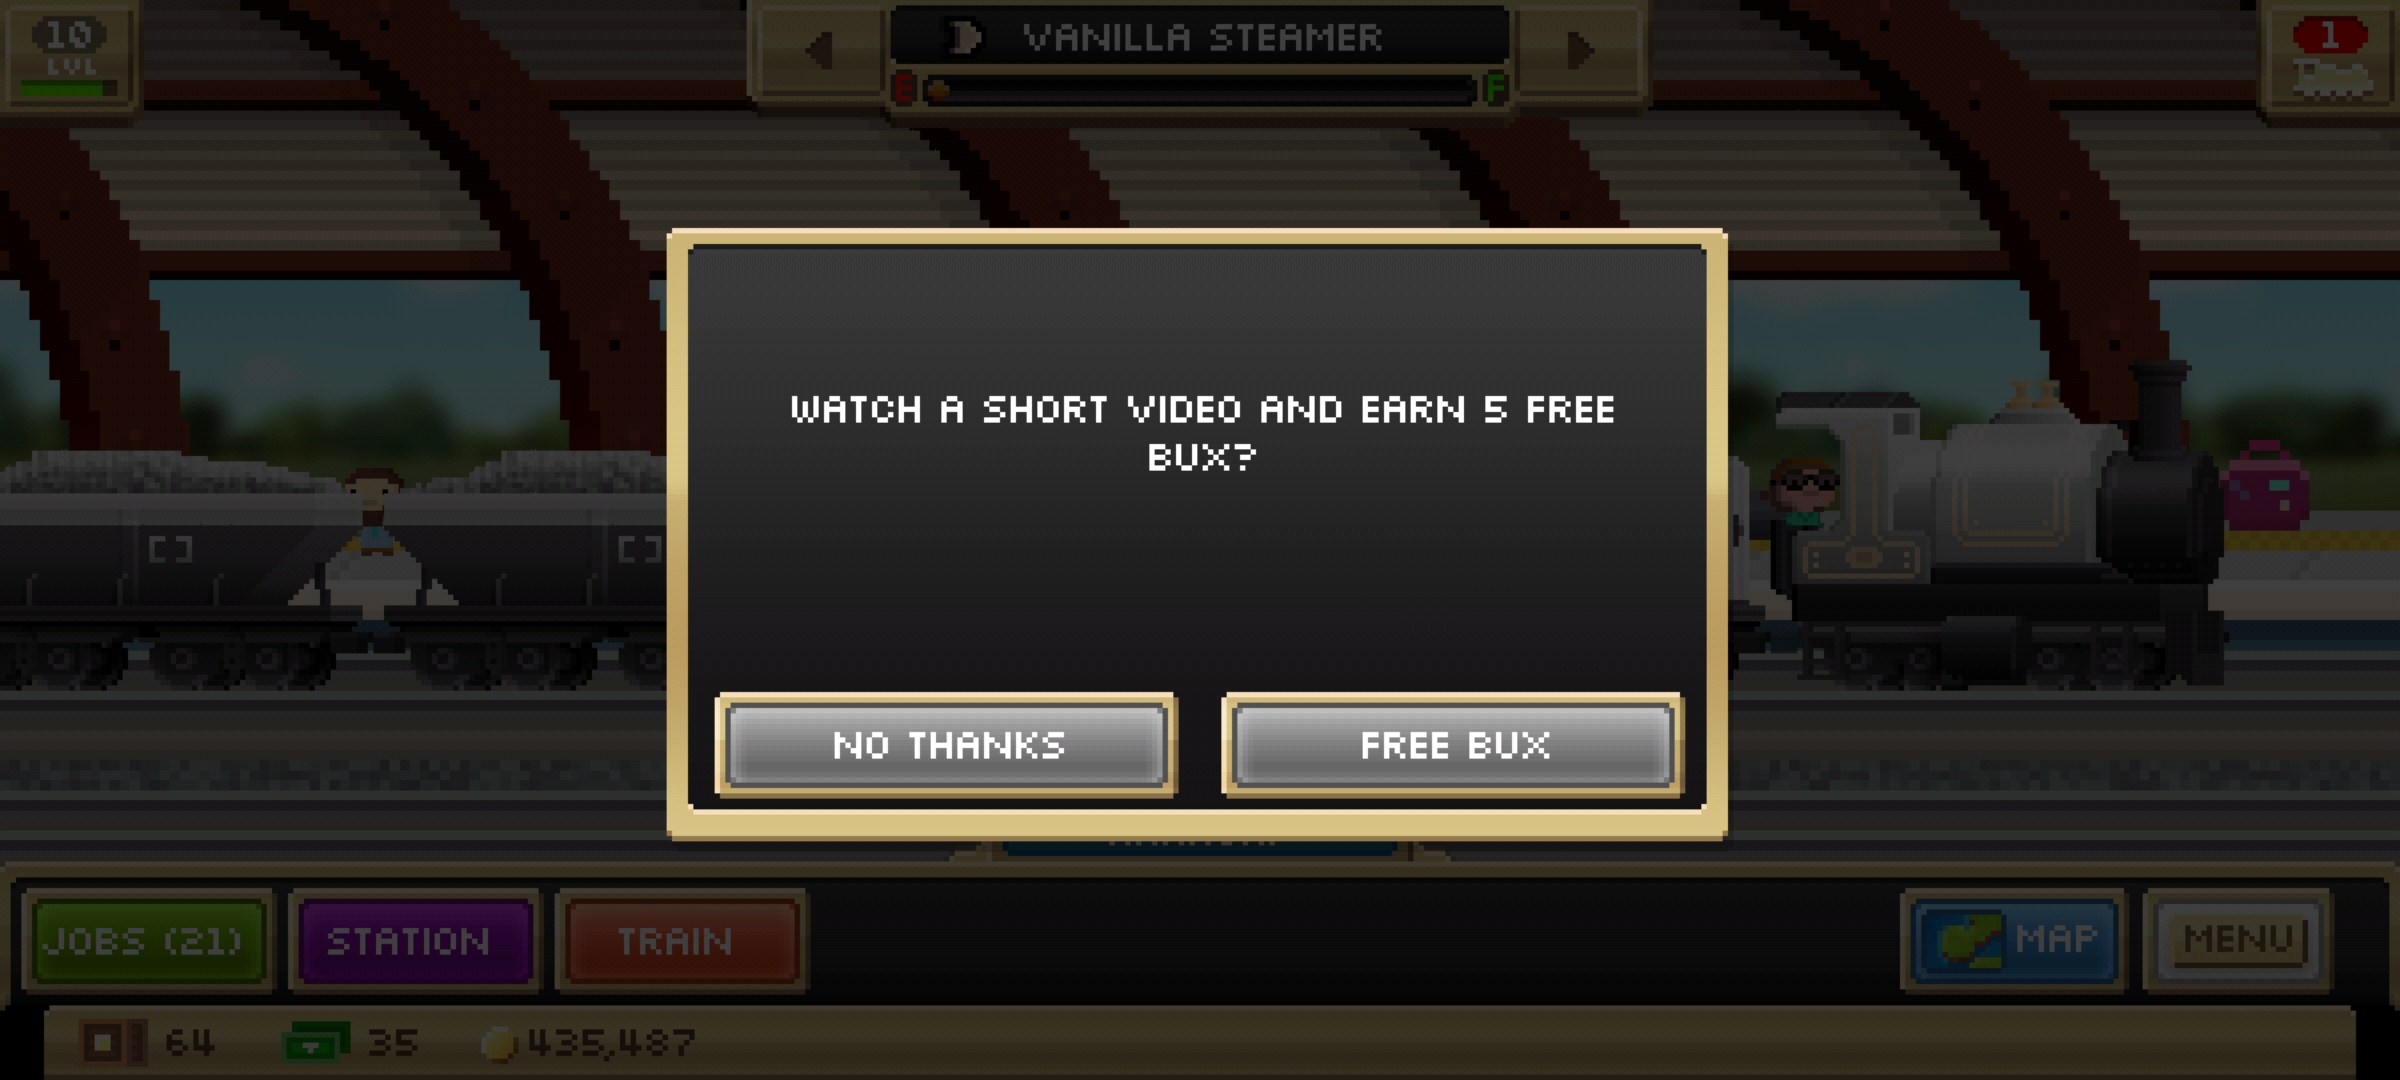 10
LVL
VANILLA STEAMER
E
F
1
WATCH A SHORT VIDEO AND EARN 5 FREE
BUX?
NO THANKS
FREE BUX
JOBS (21)
STATION
TRAIN
MAP
MENU
64
35
435,487